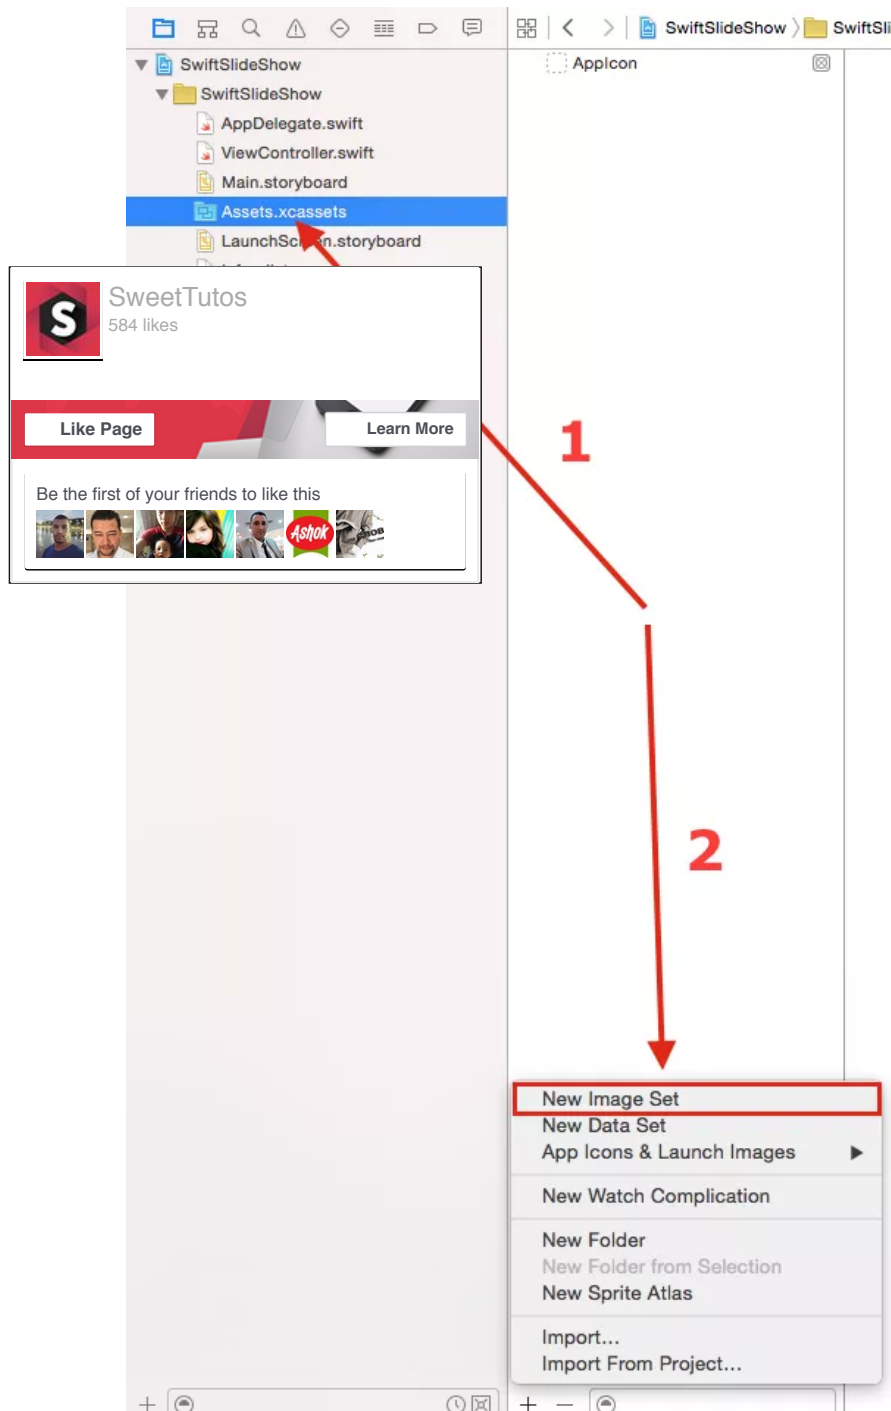 SwiftSlideShow
SwiftSli
SwiftSlideShow
SwiftSlideShow
AppDelegate.swift
ViewController.swift
Main.storyboard
Assets.xcassets
LaunchScreen.storyboard
AppIcon
S
SweetTutos
584 likes
Like Page
Learn More
Be the first of your friends to like this
Ashok
1
2
New Image Set
New Data Set
App Icons & Launch Images
New Watch Complication
New Folder
New Folder from Selection
New Sprite Atlas
Import...
Import From Project...